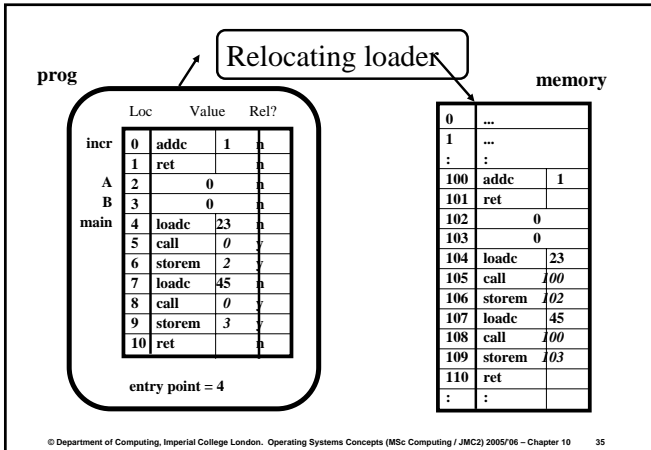 Relocating loader
prog
memory
Loc Value Rel?
incr 0 addc 1 n
1 ret n
A 2 0 n
B 3 0 n
main 4 loadc 23 n
5 call 0 y
6 storem 2 y
7 loadc 45 n
8 call 0 y
9 storem 3 y
10 ret n
entry point = 4
0 ...
1 ...
: :
100 addc 1
101 ret
102 0
103 0
104 loadc 23
105 call 100
106 storem 102
107 loadc 45
108 call 100
109 storem 103
110 ret
: :
© Department of Computing, Imperial College London. Operating Systems Concepts (MSc Computing / JMC2) 2005/'06 – Chapter 10 35